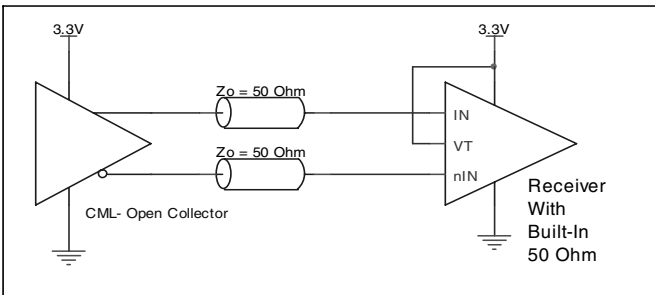 3.3V
3.3V
Zo = 50 Ohm
IN
VT
Zo = 50 Ohm
nIN
CML- Open Collector
Receiver
With
Built-In
50 Ohm